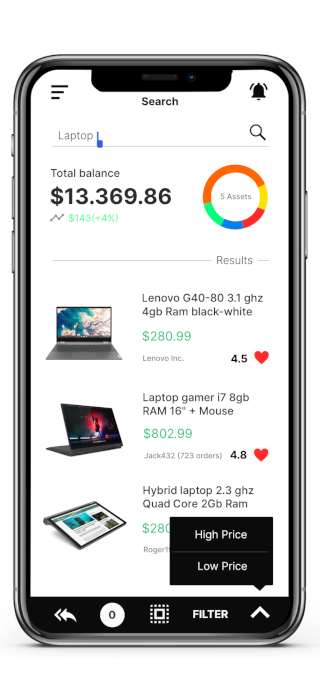 Search
Laptop
Total balance
$13.369.86
$143(+4%)
5 Assets
Results
Lenovo G40-80 3.1 ghz
4gb Ram black-white
$280.99
Lenovo Inc.
4.5
Laptop gamer i7 8gb
RAM 16" + Mouse
$802.99
Jack432 (723 orders)
4.8
Hybrid laptop 2.3 ghz
Quad Core 2Gb Ram
High Price
Low Price
0
FILTER